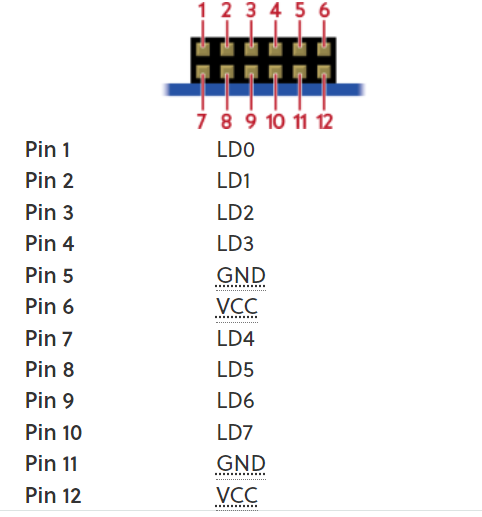 1 2 3 4 5 6
7 8 9 10 11 12
Pin 1 LD0
Pin 2 LD1
Pin 3 LD2
Pin 4 LD3
Pin 5 GND
Pin 6 VCC
Pin 7 LD4
Pin 8 LD5
Pin 9 LD6
Pin 10 LD7
Pin 11 GND
Pin 12 VCC